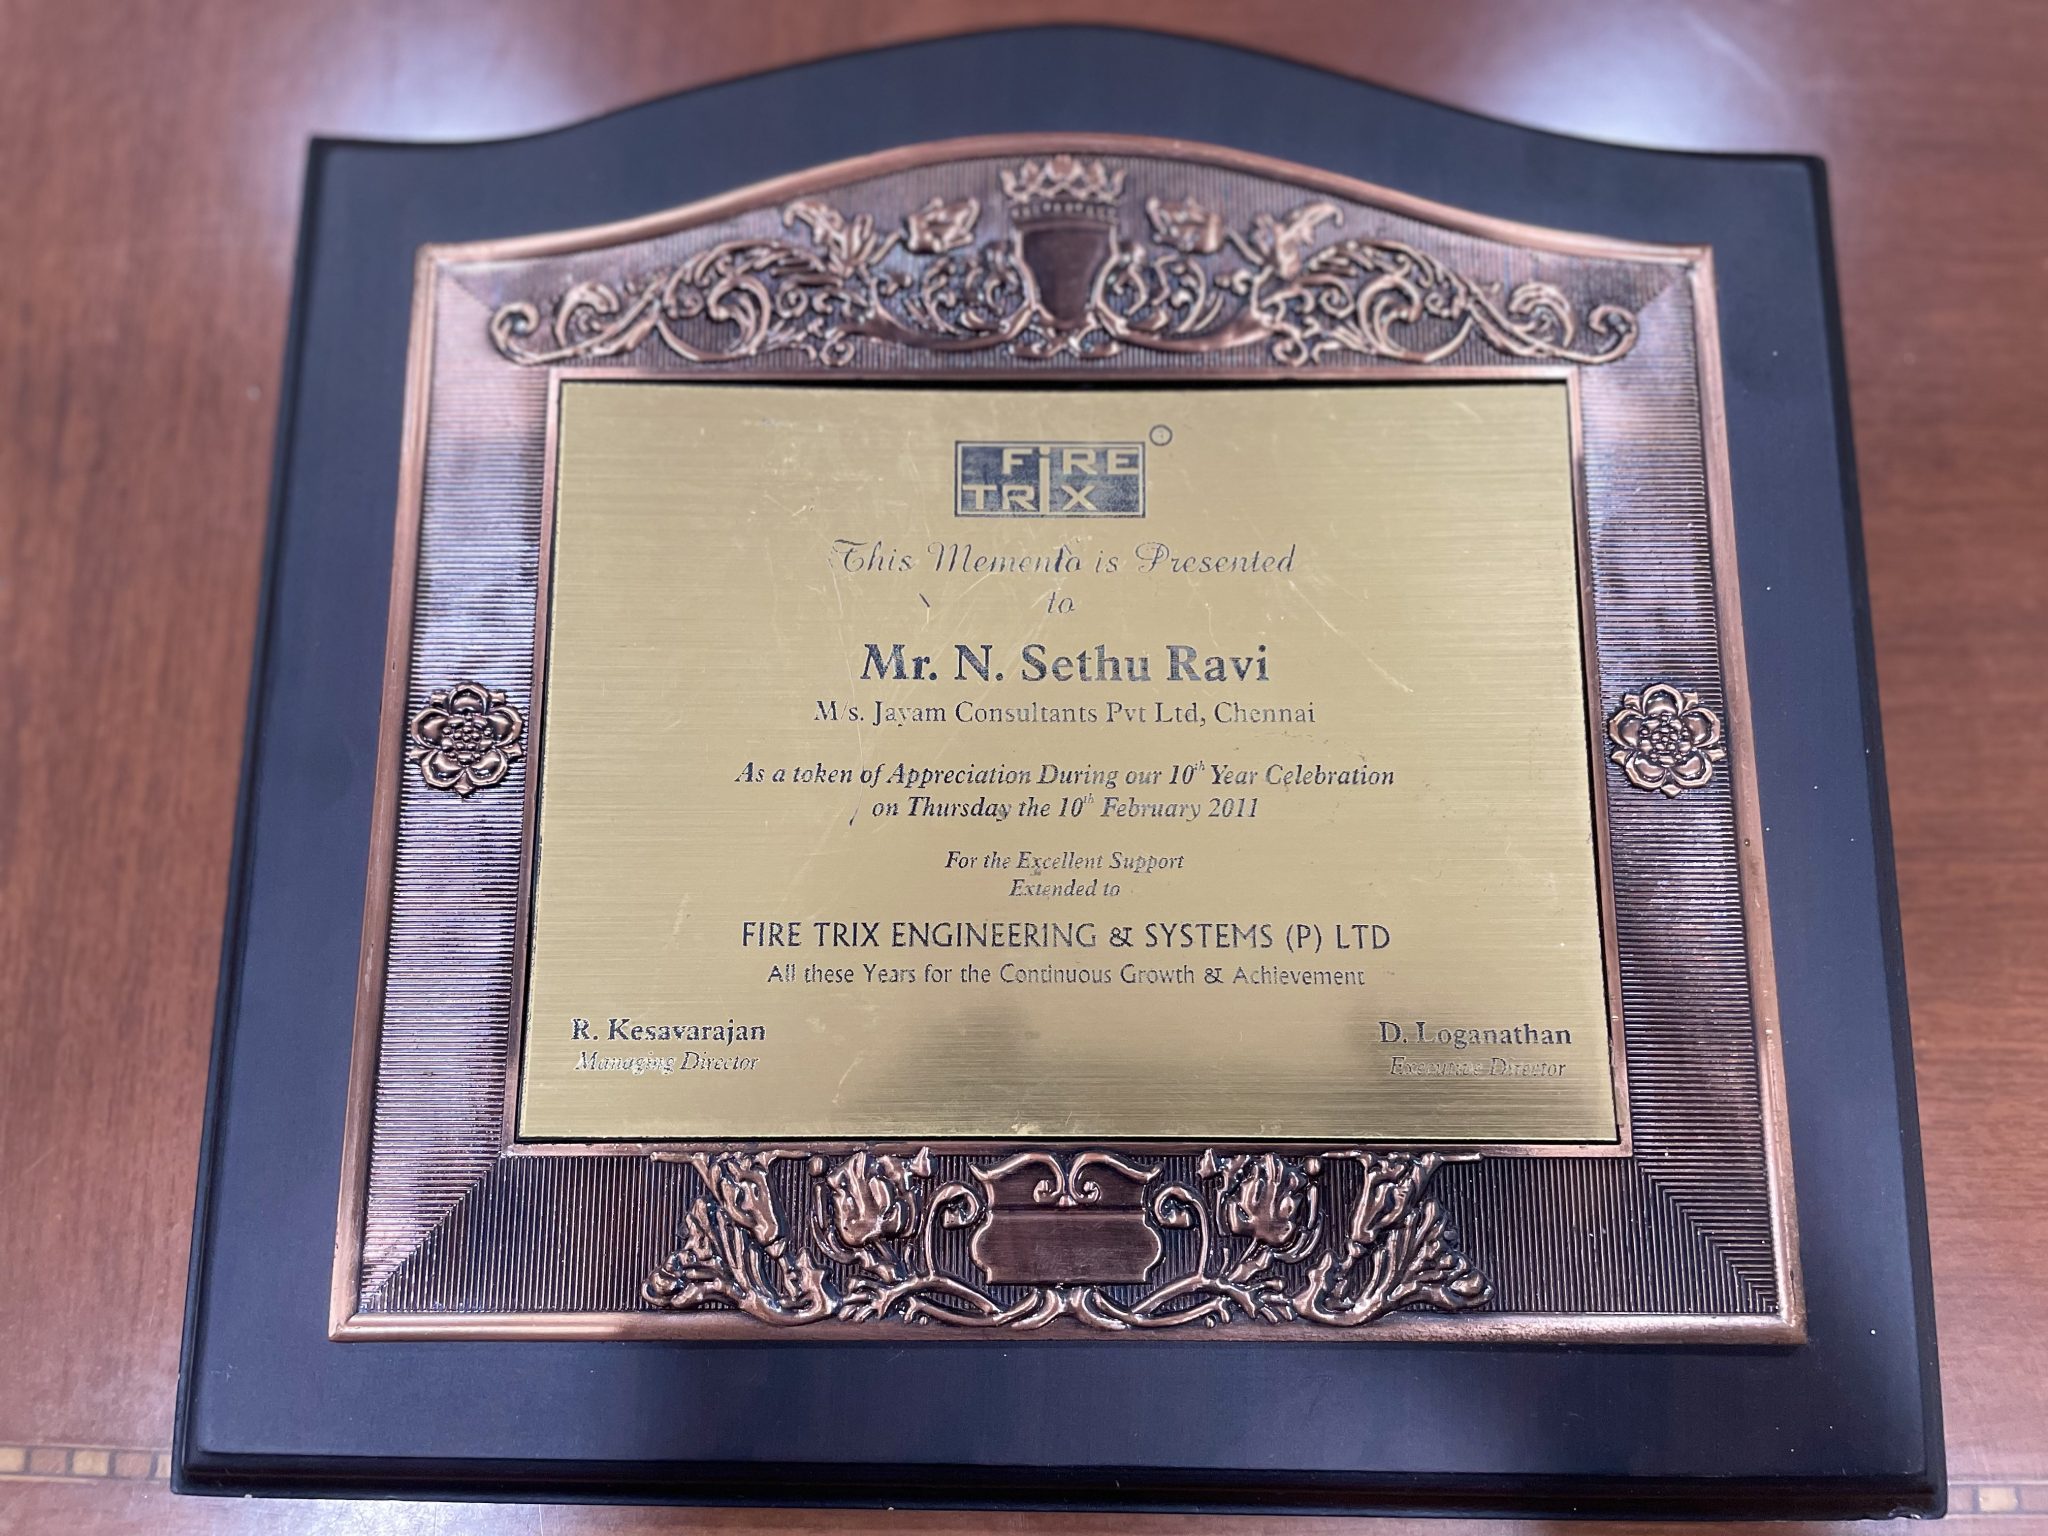 FiRE
TRiX
This Memento is Presented
to
Mr. N. Sethu Ravi
M/s. Jayam Consultants Pvt Ltd, Chennai
As a token of Appreciation During our 10th Year Celebration
on Thursday the 10th February 2011
For the Excellent Support
Extended to
FIRE TRIX ENGINEERING & SYSTEMS (P) LTD
All these Years for the Continuous Growth & Achievement
R. Kesavarajan
Managing Director
D. Loganathan
Executive Director